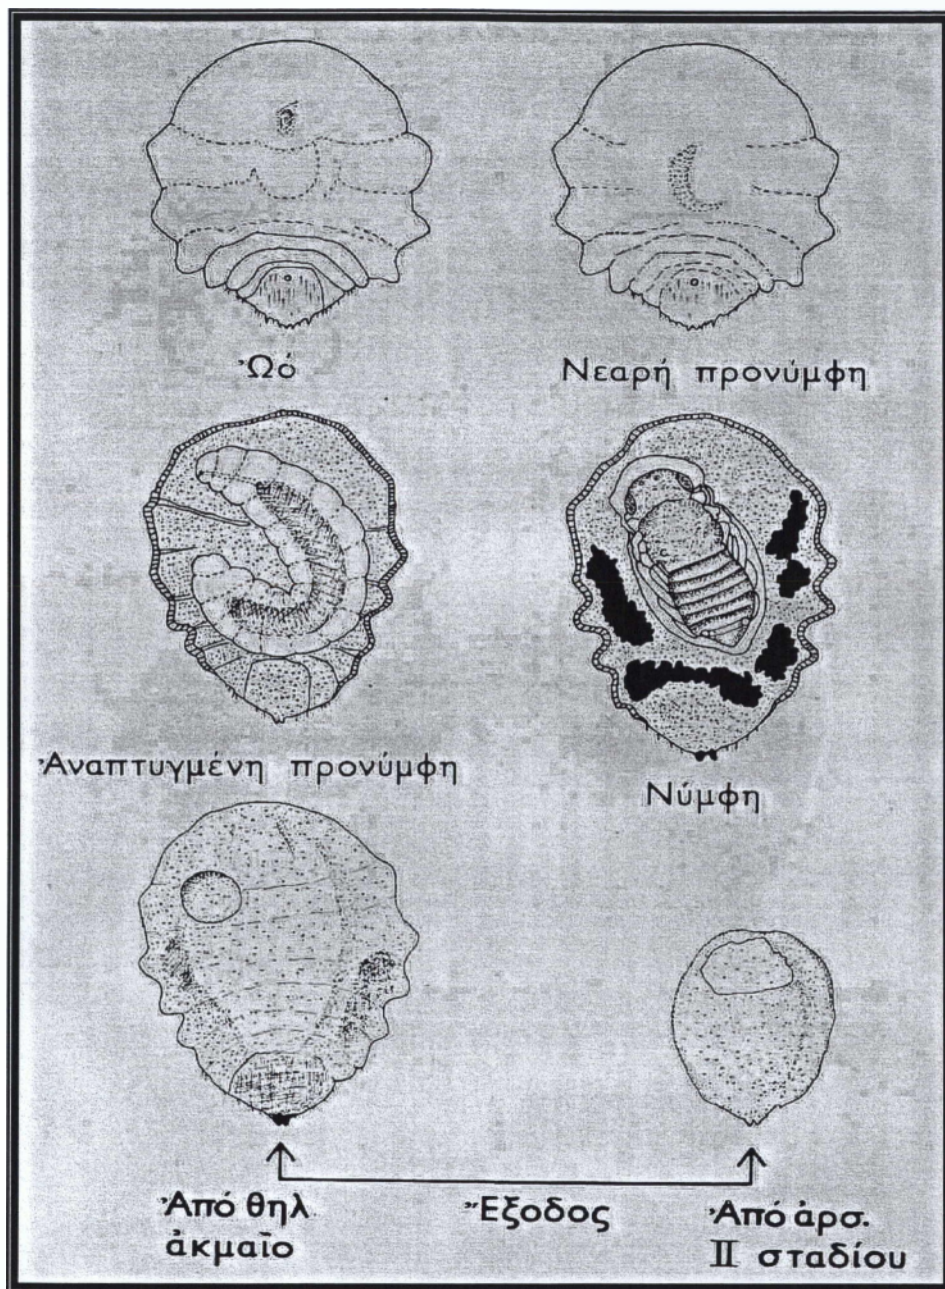 Ὠό
Νεαρή προνύμφη
Ἀναπτυγμένη προνύμφη
Νύμφη
Ἀπό θηλ.
ἀκμαῖο
Ἔξοδος
Ἀπό ἀρσ.
II σταδίου